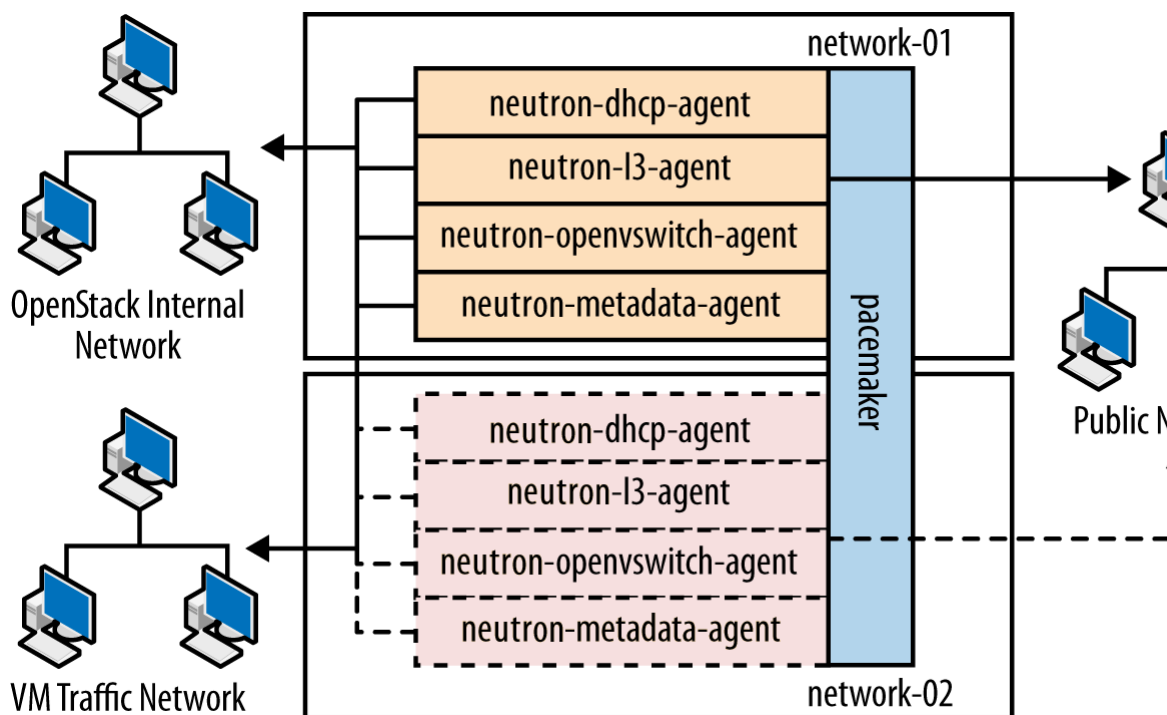 network-01
neutron-dhcp-agent
neutron-l3-agent
neutron-openvswitch-agent
neutron-metadata-agent
pacemaker
OpenStack Internal
Network
Public N
neutron-dhcp-agent
neutron-l3-agent
neutron-openvswitch-agent
neutron-metadata-agent
VM Traffic Network
network-02